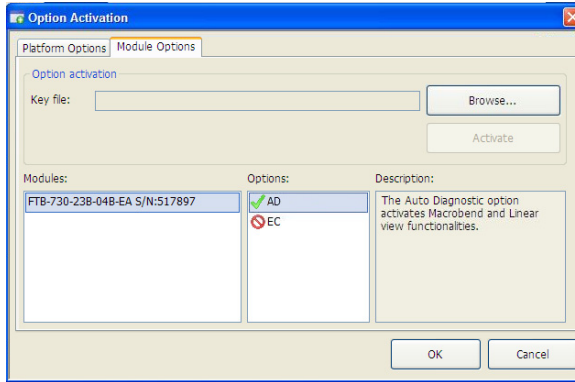 Option Activation
Platform Options Module Options
Option activation
Key file:
Browse...
Activate
Modules: Options: Description:
FTB-730-23B-04B-EA S/N:517897
AD
EC
The Auto Diagnostic option
activates Macrobend and Linear
view functionalities.
OK Cancel